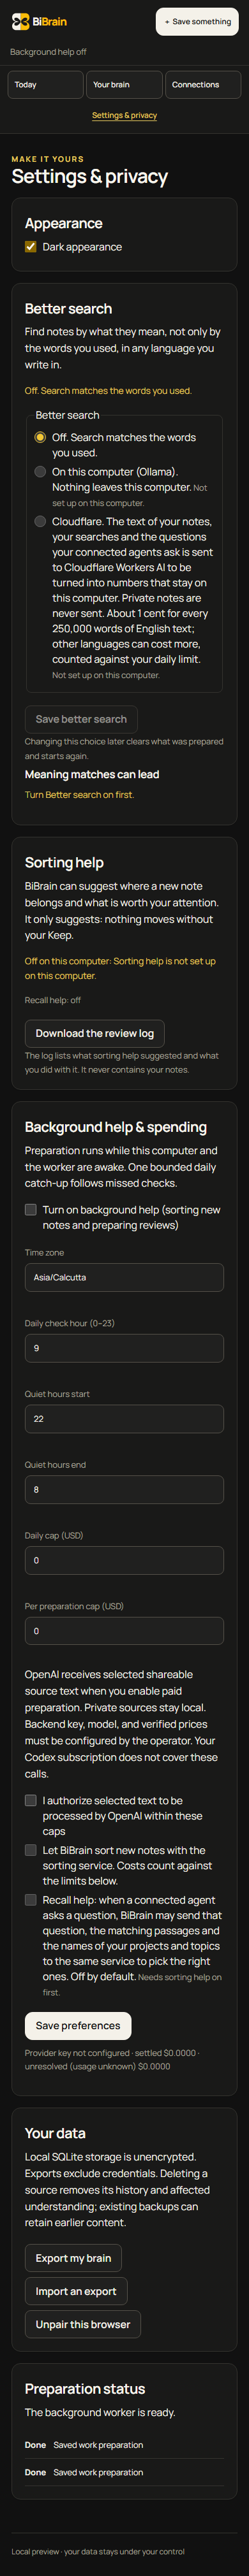 BiBrain
+ Save something
Background help off
Today
Your brain
Connections
Settings & privacy
MAKE IT YOURS
Settings & privacy
Appearance
Dark appearance
Better search
Find notes by what they mean, not only by
the words you used, in any language you
write in.
Off. Search matches the words you used.
Better search
Off. Search matches the words
you used.
On this computer (Ollama).
Nothing leaves this computer. Not
set up on this computer.
Cloudflare. The text of your notes,
your searches and the questions
your connected agents ask is sent
to Cloudflare Workers AI to be
turned into numbers that stay on
this computer. Private notes are
never sent. About 1 cent for every
250,000 words of English text;
other languages can cost more,
counted against your daily limit.
Not set up on this computer.
Save better search
Changing this choice later clears what was prepared
and starts again.
Meaning matches can lead
Turn Better search on first.
Sorting help
BiBrain can suggest where a new note
belongs and what is worth your attention.
It only suggests: nothing moves without
your Keep.
Off on this computer: Sorting help is not set up
on this computer.
Recall help: off
Download the review log
The log lists what sorting help suggested and what
you did with it. It never contains your notes.
Background help & spending
Preparation runs while this computer and
the worker are awake. One bounded daily
catch-up follows missed checks.
Turn on background help (sorting new
notes and preparing reviews)
Time zone
Asia/Calcutta
Daily check hour (0–23)
9
Quiet hours start
22
Quiet hours end
8
Daily cap (USD)
0
Per preparation cap (USD)
0
OpenAI receives selected shareable
source text when you enable paid
preparation. Private sources stay local.
Backend key, model, and verified prices
must be configured by the operator. Your
Codex subscription does not cover these
calls.
I authorize selected text to be
processed by OpenAI within these
caps
Let BiBrain sort new notes with the
sorting service. Costs count against
the limits below.
Recall help: when a connected agent
asks a question, BiBrain may send that
question, the matching passages and
the names of your projects and topics
to the same service to pick the right
ones. Off by default. Needs sorting help on
first.
Save preferences
Provider key not configured · settled $0.0000 ·
unresolved (usage unknown) $0.0000
Your data
Local SQLite storage is unencrypted.
Exports exclude credentials. Deleting a
source removes its history and affected
understanding; existing backups can
retain earlier content.
Export my brain
Import an export
Unpair this browser
Preparation status
The background worker is ready.
Done Saved work preparation
Done Saved work preparation
Local preview · your data stays under your control